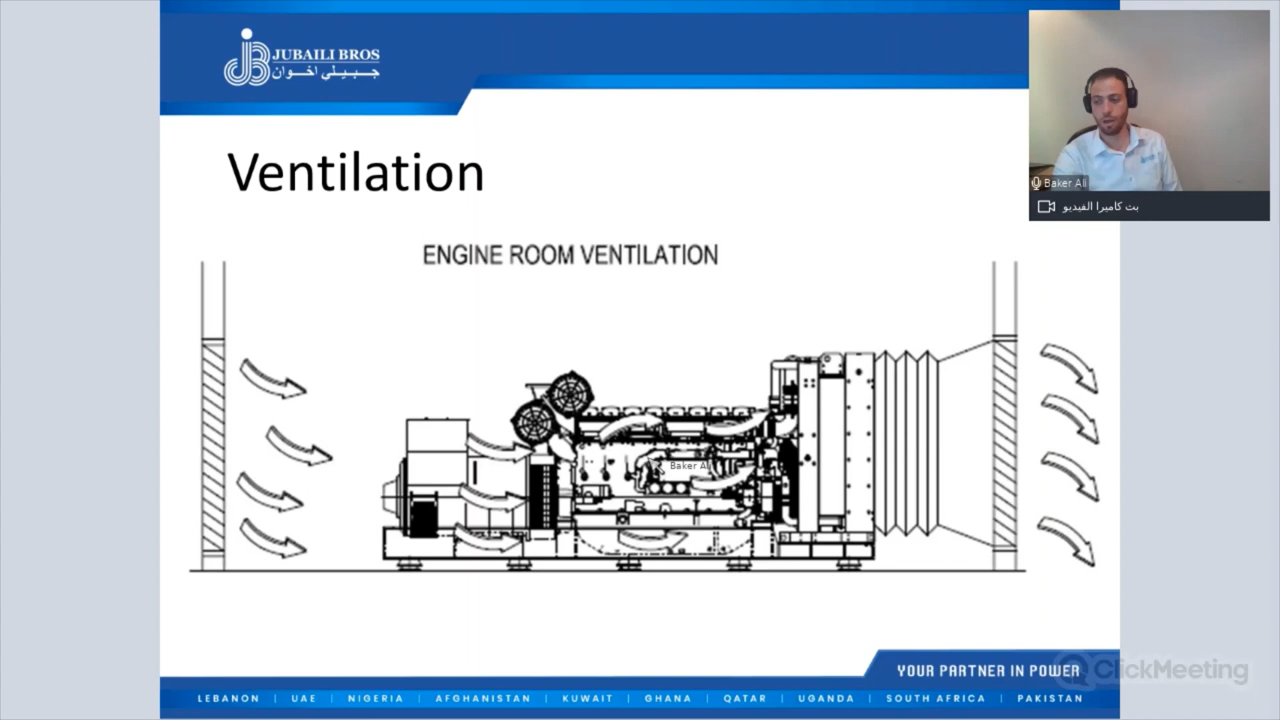 JUBAILI BROS
جبيلي اخوان
Ventilation
ENGINE ROOM VENTILATION
Baker Ali
Baker Ali
بث كاميرا الفيديو
YOUR PARTNER IN POWER
ClickMeeting
LEBANON | UAE | NIGERIA | AFGHANISTAN | KUWAIT | GHANA | QATAR | UGANDA | SOUTH AFRICA | PAKISTAN